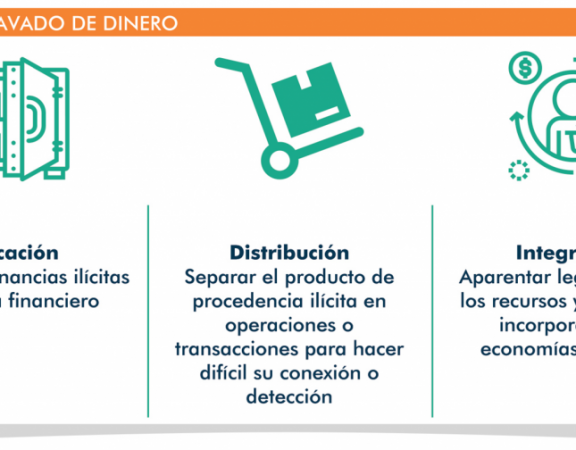 AVADO DE DINERO
cación
nancias ilícitas
financiero
Distribución
Separar el producto de
procedencia ilícita en
operaciones o
transacciones para hacer
difícil su conexión o
detección
Integr
Aparentar leg
los recursos y
incorpor
economías
$